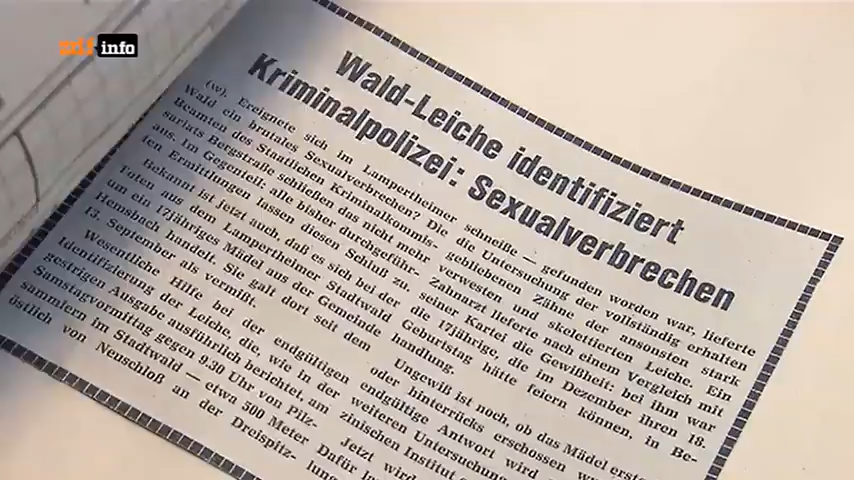 zdf info
Wald-Leiche identifiziert
Kriminalpolizei: Sexualverbrechen
(w). Ereignete sich im Lampertheimer
Wald ein brutales Sexualverbrechen? Die
Beamten des Staatlichen Kriminalkommis-
sariats Bergstraße schließen das nicht mehr
aus. Im Gegenteil: alle bisher durchgeführ-
ten Ermittlungen lassen diesen Schluß zu.
Bekannt ist jetzt auch, daß es sich bei der
Toten aus dem Lampertheimer Stadtwald
um ein 17jähriges Mädel aus der Gemeinde
Hemsbach handelt. Sie galt dort seit dem
13. September als vermißt.
Wesentliche Hilfe bei der endgültigen
Identifizierung der Leiche, die, wie in der
gestrigen Ausgabe ausführlich berichtet, am
Samstagvormittag gegen 9.30 Uhr von Pilz-
sammlern im Stadtwald — etwa 500 Meter
östlich von Neuschloß an der Dreispitz-
schneise — gefunden worden war, lieferte
die Untersuchung der vollständig erhalten
gebliebenen Zähne der ansonsten stark
verwesten und skelettierten Leiche. Ein
Zahnarzt lieferte nach einem Vergleich mit
seiner Kartei die Gewißheit: bei ihm war
die 17jährige, die im Dezember ihren 18.
Geburtstag hätte feiern können, in Be-
handlung.
Ungewiß ist noch, ob das Mädel
oder hinterrücks erschossen
endgültige Antwort wird
weiteren Untersuchung
zinischen Institut
Jetzt wird
Dafür